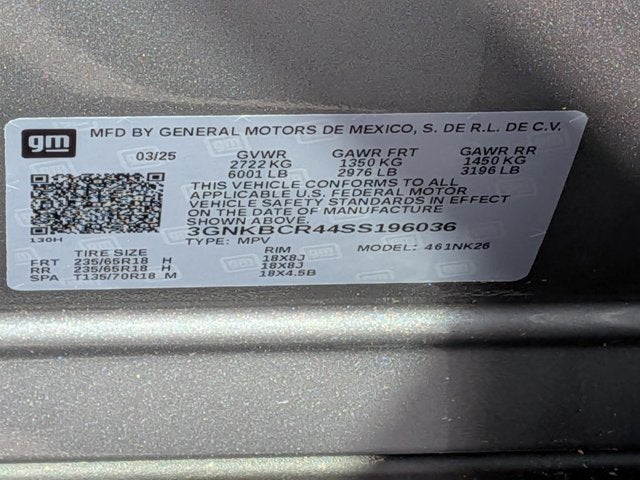 gm MFD BY GENERAL MOTORS DE MEXICO, S. DE R.L. DE C.V.
03/25 GVWR GAWR FRT GAWR RR
2722 KG 1350 KG 1450 KG
6001 LB 2976 LB 3196 LB
THIS VEHICLE CONFORMS TO ALL
APPLICABLE U.S. FEDERAL MOTOR
VEHICLE SAFETY STANDARDS IN EFFECT
ON THE DATE OF MANUFACTURE
SHOWN ABOVE.
3GNKBCR44SS196036
130H TYPE: MPV MODEL: 461NK26
TIRE SIZE RIM
FRT 235/65R18 H 18X8J
RR 235/65R18 H 18X8J
SPA T135/70R18 M 18X4.5B